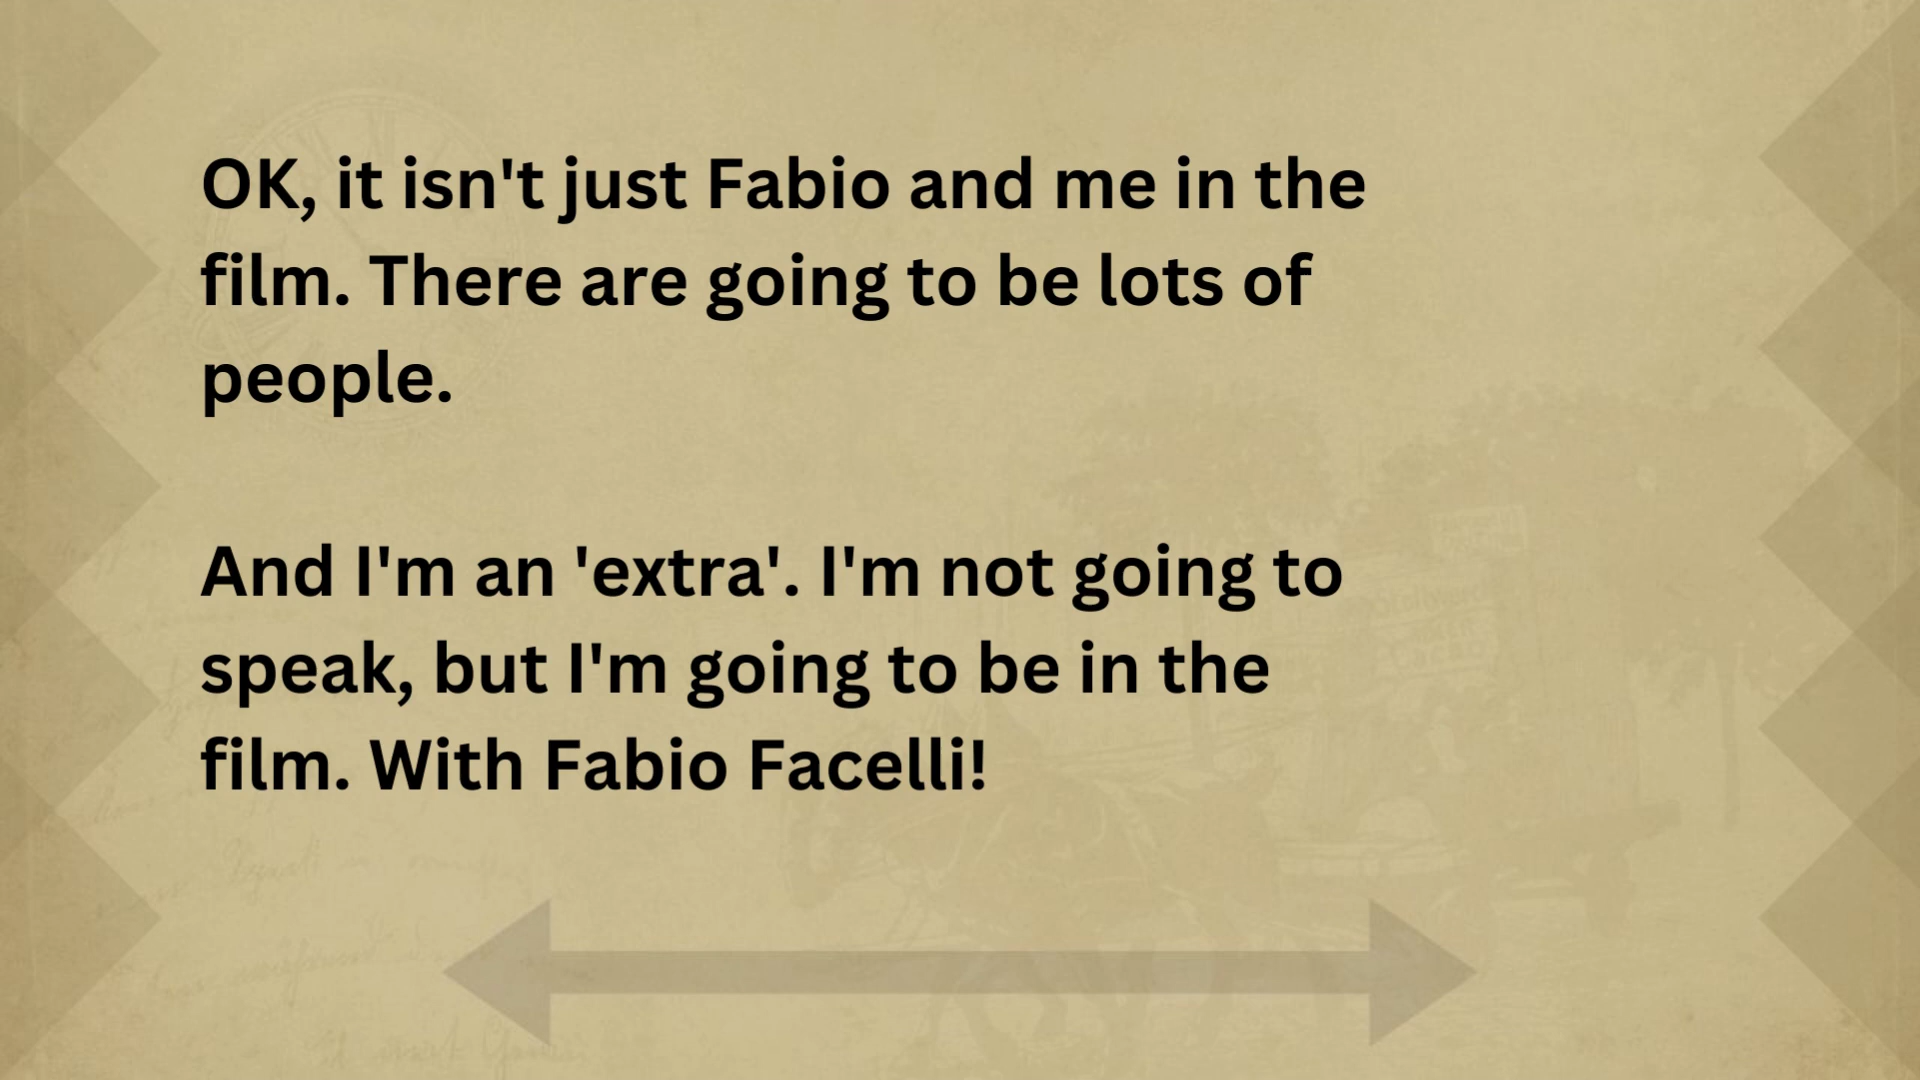 OK, it isn't just Fabio and me in the
film. There are going to be lots of
people.
And I'm an 'extra'. I'm not going to
speak, but I'm going to be in the
film. With Fabio Facelli!